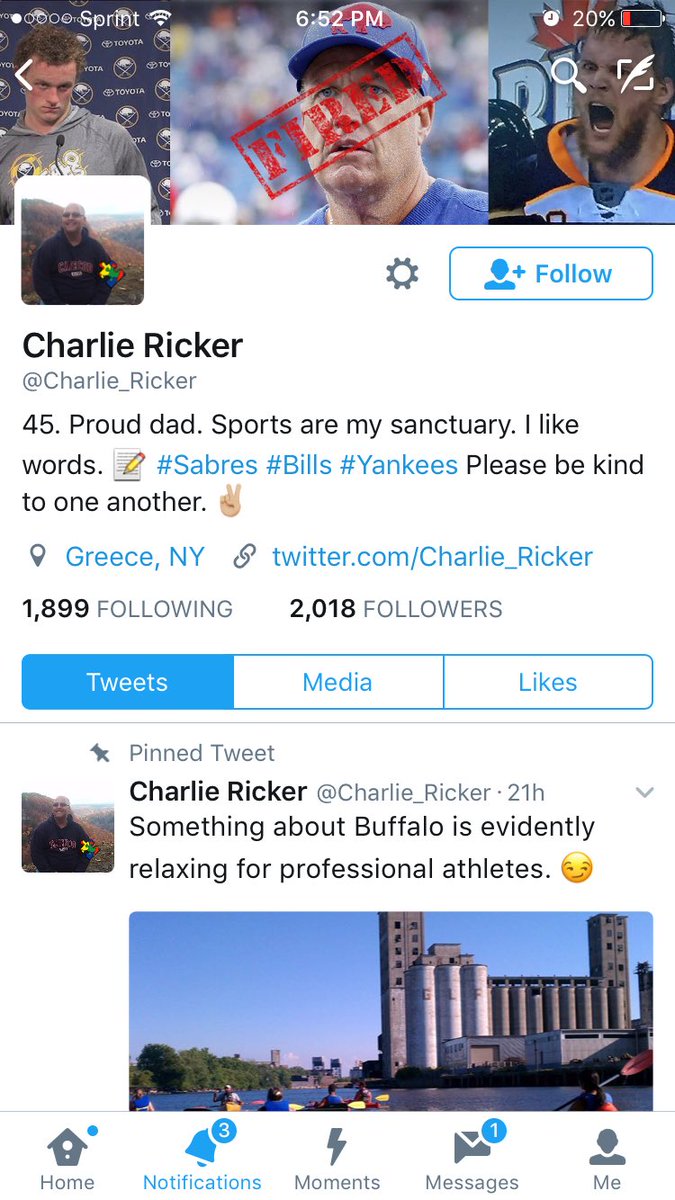 Sprint 6:52 PM 20%
TOYOTA
TOYOTA
TOYOTA
FIRED
Follow
Charlie Ricker
@Charlie_Ricker
45. Proud dad. Sports are my sanctuary. I like
words. 📝 #Sabres #Bills #Yankees Please be kind
to one another. ✌🏼
Greece, NY twitter.com/Charlie_Ricker
1,899 FOLLOWING 2,018 FOLLOWERS
Tweets Media Likes
Pinned Tweet
Charlie Ricker @Charlie_Ricker · 21h
Something about Buffalo is evidently
relaxing for professional athletes. 😏
3 1
Home Notifications Moments Messages Me